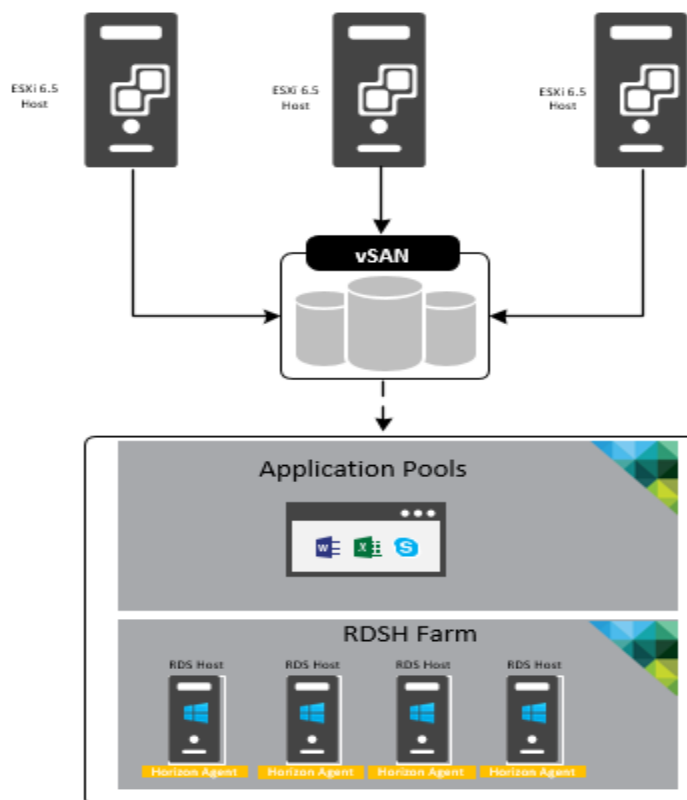 ESXi 6.5
Host
ESXi 6.5
Host
ESXi 6.5
Host
vSAN
Application Pools
W
X
S
RDSH Farm
RDS Host
RDS Host
RDS Host
RDS Host
Horizon Agent
Horizon Agent
Horizon Agent
Horizon Agent